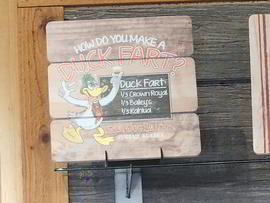 HOW DO YOU MAKE A
DUCK FART?
Duck Fart
1/3 Crown Royal
1/3 Baileys
1/3 Kahlua